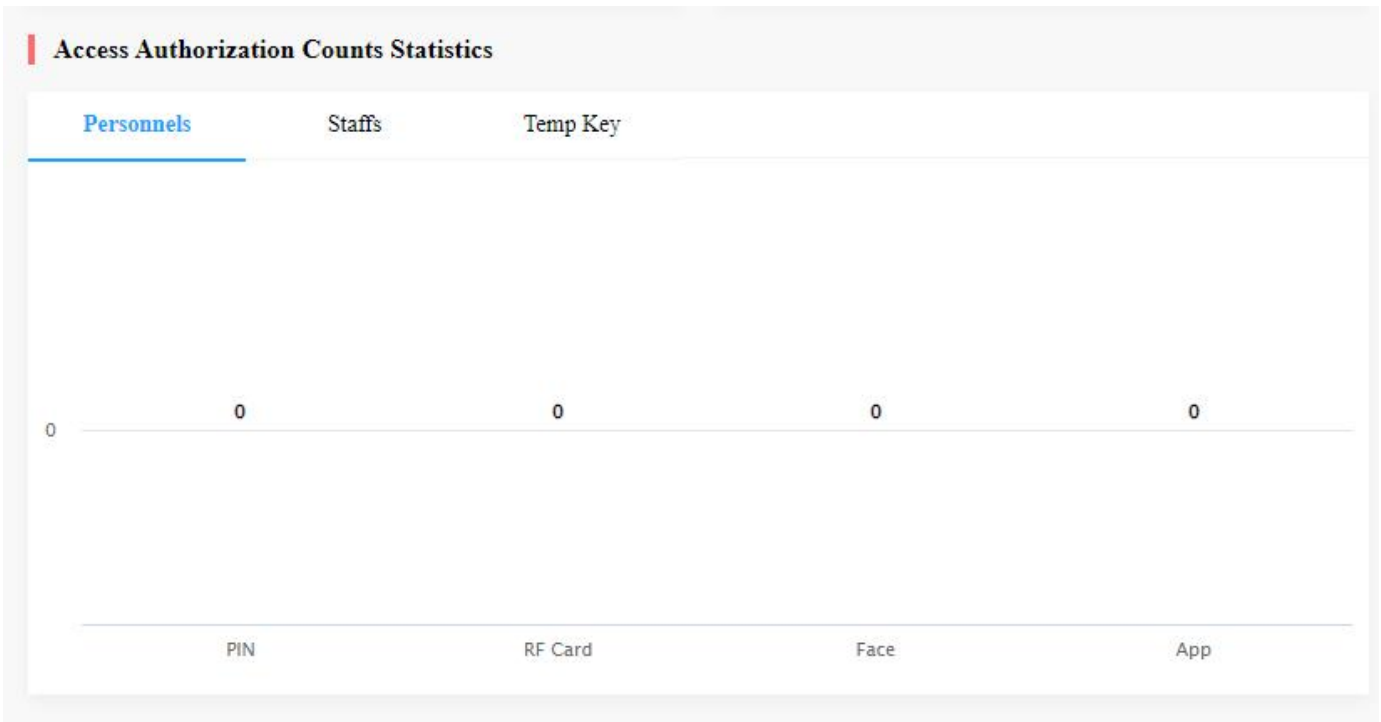 Access Authorization Counts Statistics
Personnels Staffs Temp Key
0 0 0 0
0
PIN RF Card Face App